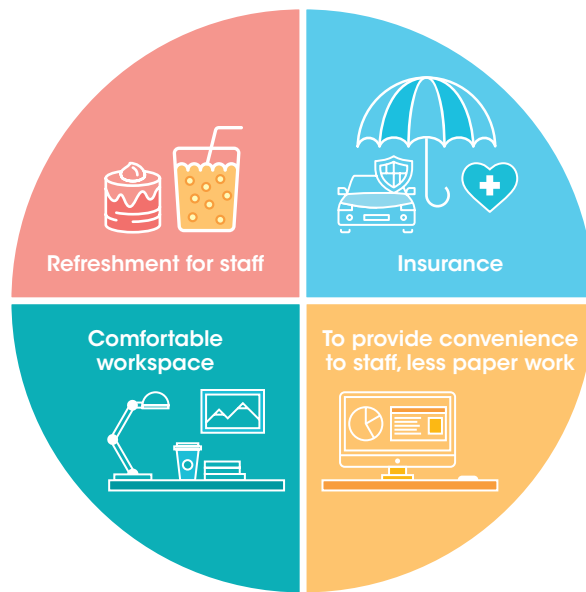 Refreshment for staff
Insurance
Comfortable
workspace
To provide convenience
to staff, less paper work